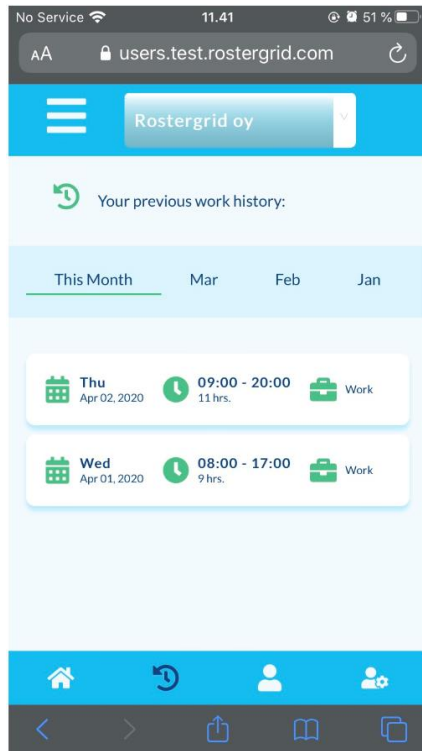 No Service 11.41 51 %
AA users.test.rostergrid.com
Rostergrid oy
Your previous work history:
This Month Mar Feb Jan
Thu 09:00 - 20:00 Work
Apr 02, 2020 11 hrs.
Wed 08:00 - 17:00 Work
Apr 01, 2020 9 hrs.